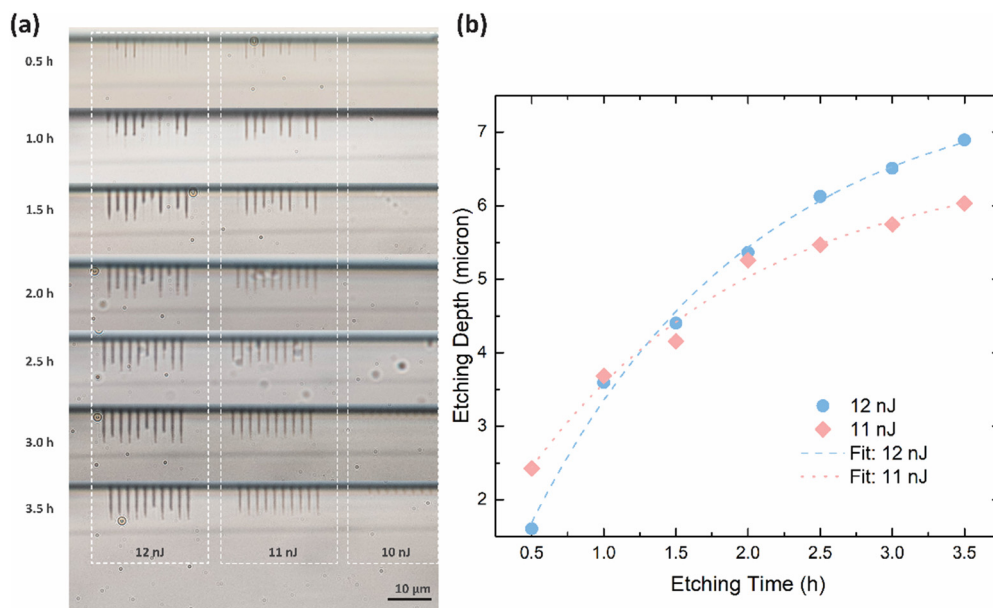 (a)
0.5 h
1.0 h
1.5 h
2.0 h
2.5 h
3.0 h
3.5 h
12 nJ 11 nJ 10 nJ
10 μm
(b)
Etching Depth (micron)
7
6
5
4
3
2
0.5 1.0 1.5 2.0 2.5 3.0 3.5
Etching Time (h)
12 nJ
11 nJ
Fit: 12 nJ
Fit: 11 nJ